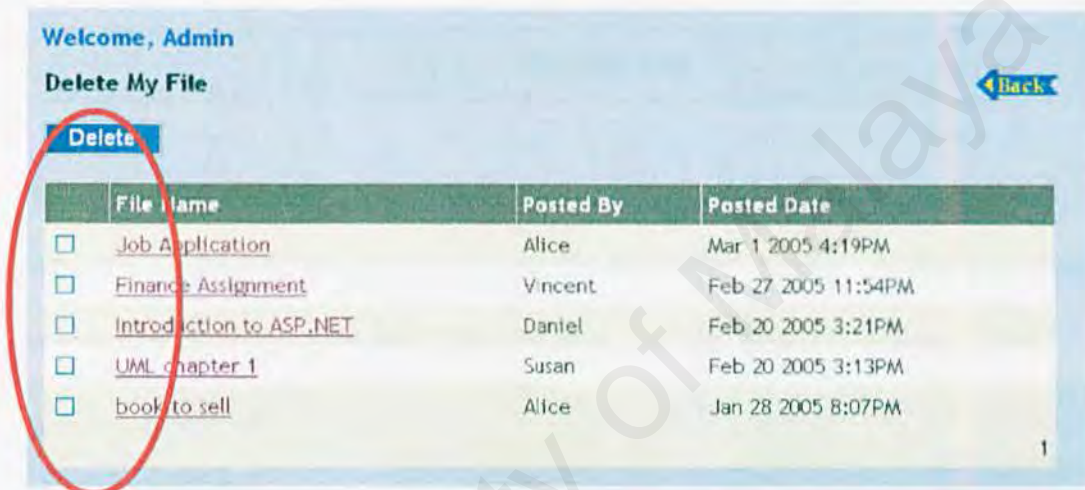 Welcome, Admin
Delete My File
Back
Delete
File Name Posted By Posted Date
Job Application Alice Mar 1 2005 4:19PM
Finance Assignment Vincent Feb 27 2005 11:54PM
Introduction to ASP.NET Daniel Feb 20 2005 3:21PM
UML chapter 1 Susan Feb 20 2005 3:13PM
book to sell Alice Jan 28 2005 8:07PM
1
of Malaya